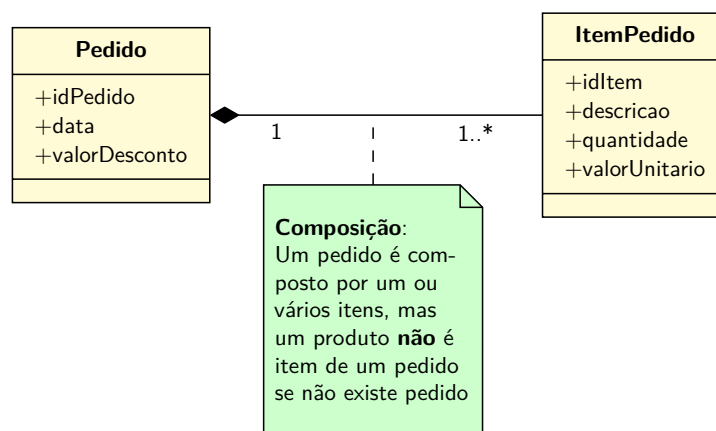 Pedido
+idPedido
+data
+valorDesconto
1
1..*
ItemPedido
+idItem
+descricao
+quantidade
+valorUnitario
Composição:
Um pedido é com-
posto por um ou
vários itens, mas
um produto não é
item de um pedido
se não existe pedido